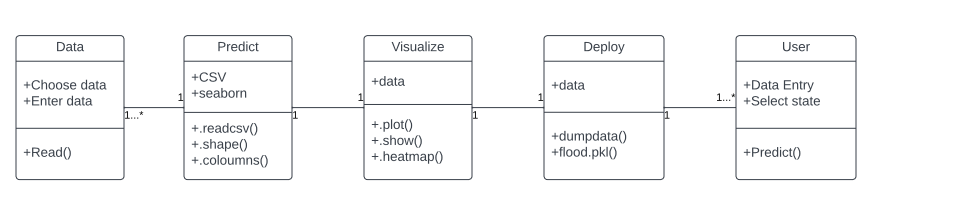 Data
+Choose data
+Enter data
+Read()
1...*
1
Predict
+CSV
+seaborn
+.readcsv()
+.shape()
+.coloumns()
1
1
Visualize
+data
+.plot()
+.show()
+.heatmap()
1
1
Deploy
+data
+dumpdata()
+flood.pkl()
1
1...*
User
+Data Entry
+Select state
+Predict()